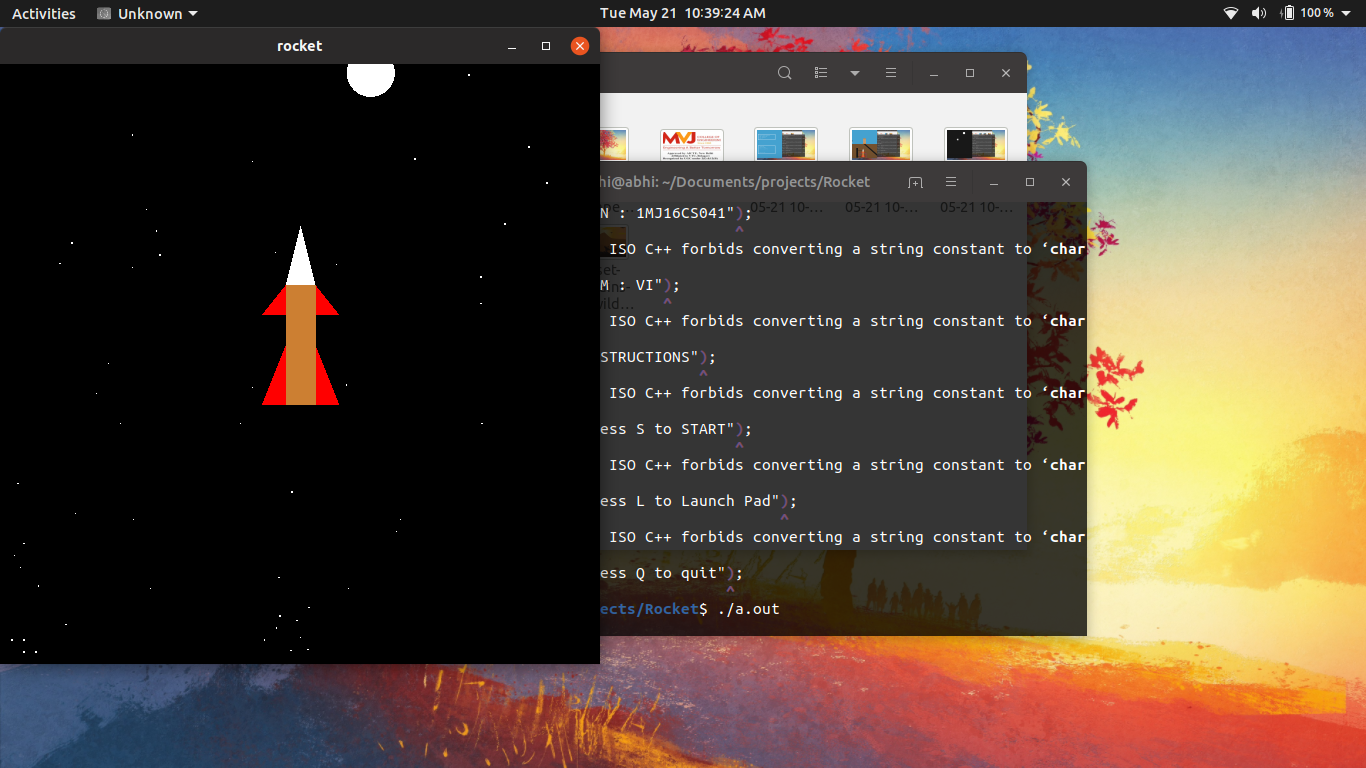 Activities
Unknown
Tue May 21 10:39:24 AM
100 %
rocket
MVJ
hi@abhi: ~/Documents/projects/Rocket
05-21 10-...
05-21 10-...
05-21 10-...
N : 1MJ16CS041");
^
ISO C++ forbids converting a string constant to ‘char
M : VI");
^
ISO C++ forbids converting a string constant to ‘char
STRUCTIONS");
^
ISO C++ forbids converting a string constant to ‘char
ess S to START");
^
ISO C++ forbids converting a string constant to ‘char
ess L to Launch Pad");
^
ISO C++ forbids converting a string constant to ‘char
ess Q to quit");
^
ects/Rocket$ ./a.out